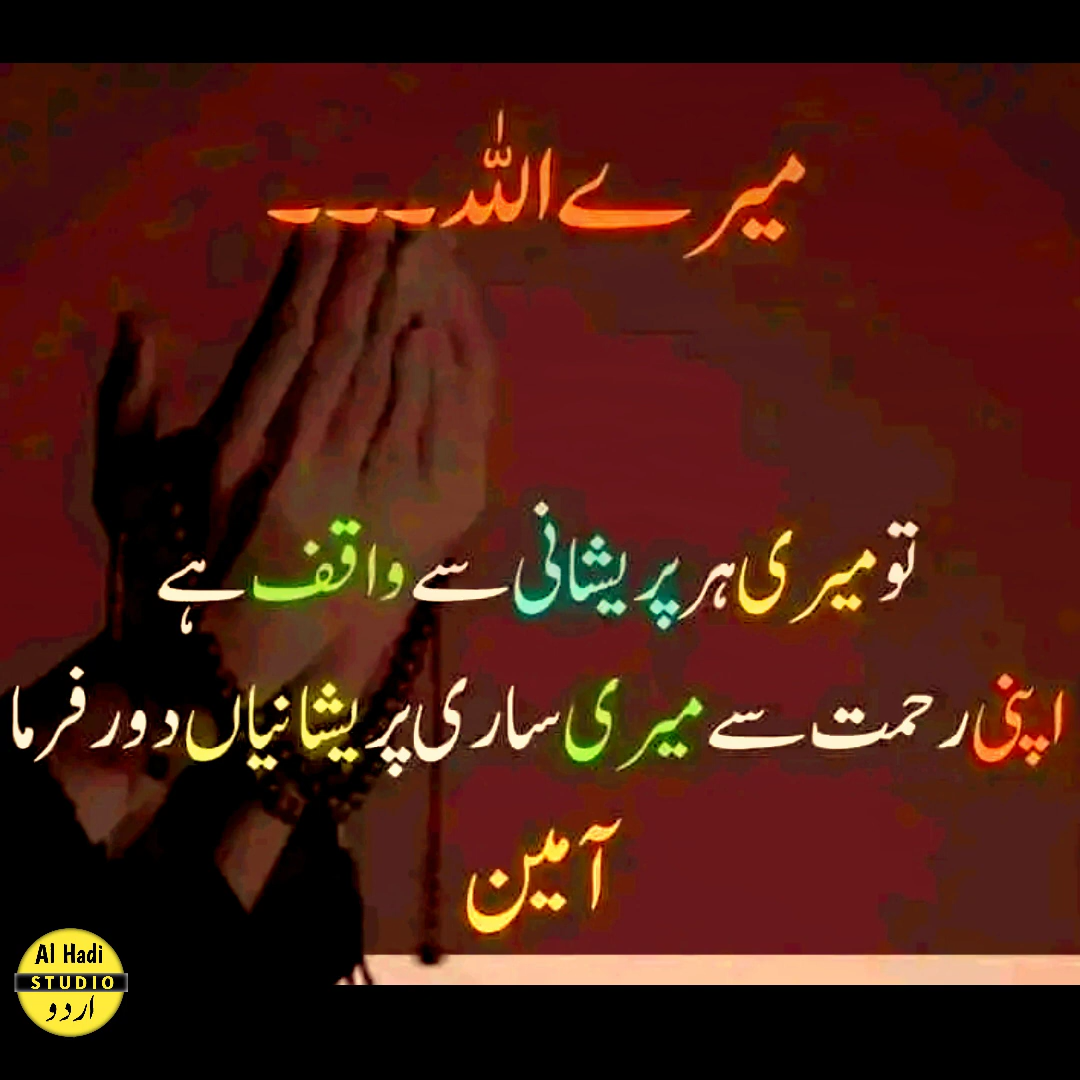 میرے اللہ ۔۔۔
تو میری ہر پریشانی سے واقف ہے
اپنی رحمت سے میری ساری پریشانیاں دور فرما
آمین
Al Hadi
STUDIO
اردو